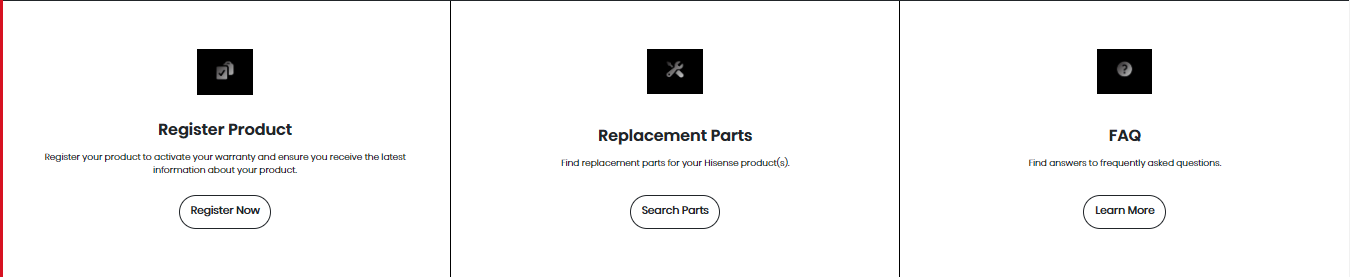 Register Product
Register your product to activate your warranty and ensure you receive the latest
information about your product.
Register Now
Replacement Parts
Find replacement parts for your Hisense product(s).
Search Parts
FAQ
Find answers to frequently asked questions.
Learn More